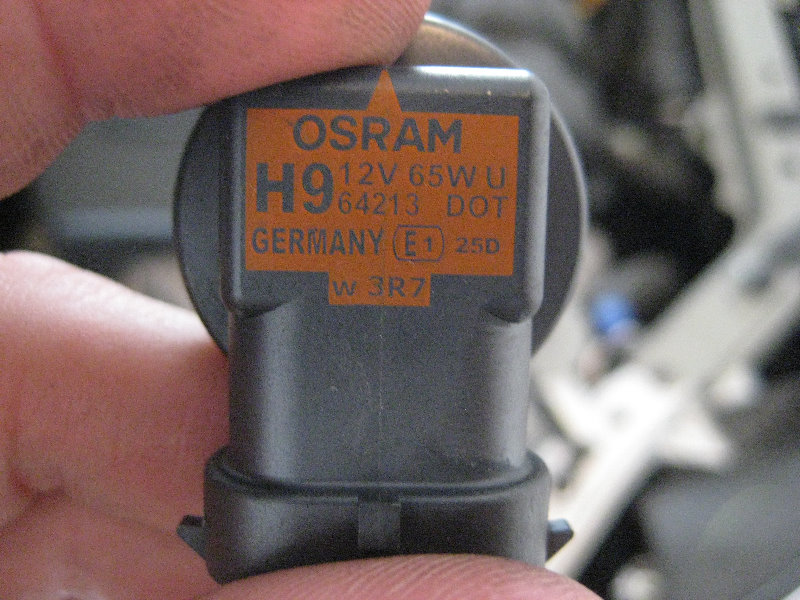 OSRAM
H9 12V 65W U
64213 DOT
GERMANY E1 25D
w 3R7